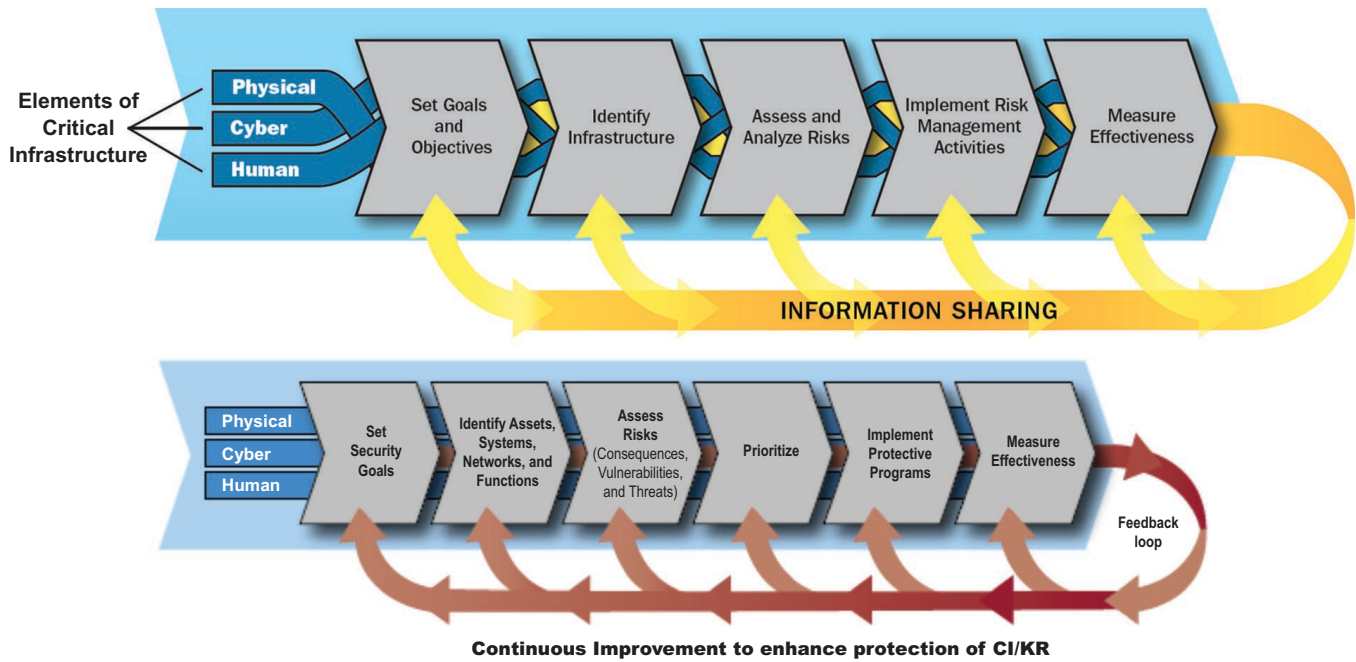 Elements of
Critical
Infrastructure
Physical
Cyber
Human
Set Goals
and
Objectives
Identify
Infrastructure
Assess and
Analyze Risks
Implement Risk
Management
Activities
Measure
Effectiveness
INFORMATION SHARING
Physical
Cyber
Human
Set
Security
Goals
Identify Assets,
Systems,
Networks, and
Functions
Assess
Risks
(Consequences,
Vulnerabilities,
and Threats)
Prioritize
Implement
Protective
Programs
Measure
Effectiveness
Feedback
loop
Continuous Improvement to enhance protection of CI/KR